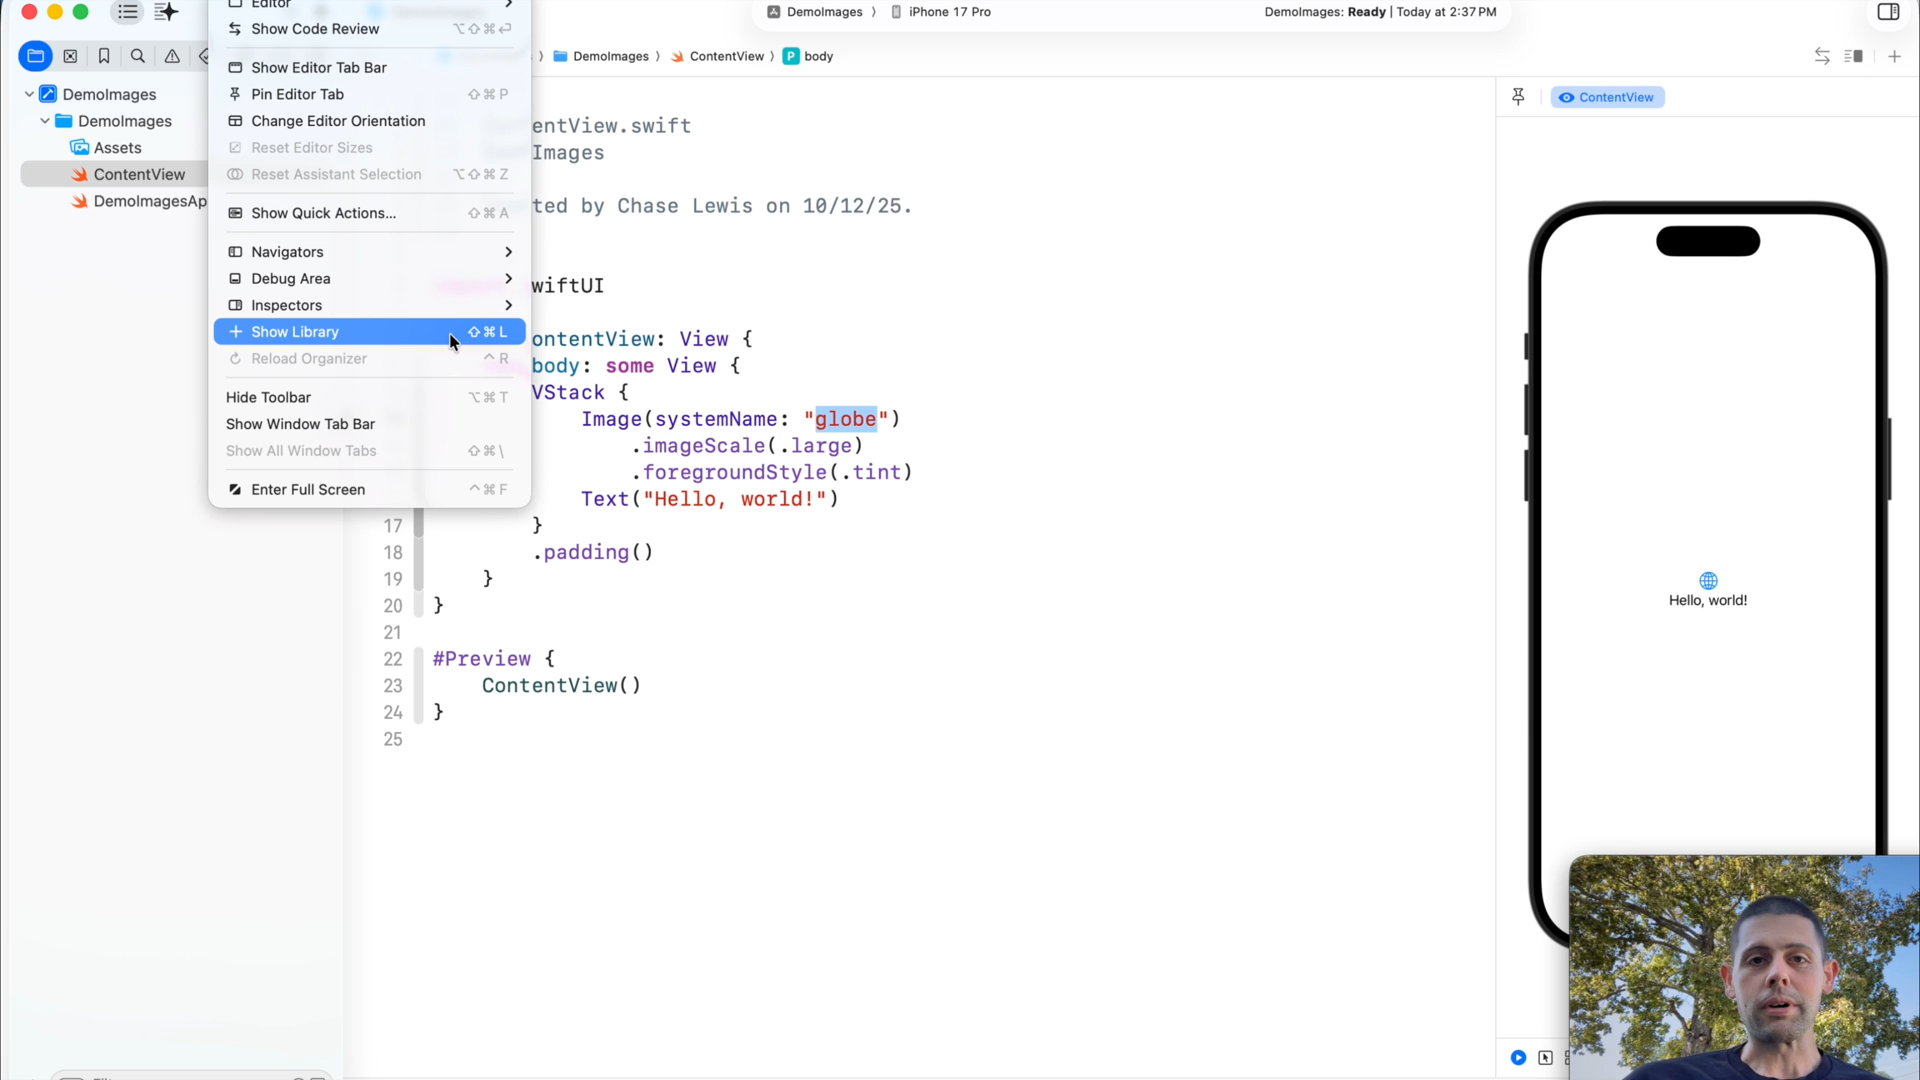 Editor
Show Code Review ⌥⇧⌘↩
Show Editor Tab Bar
Pin Editor Tab ⇧⌘P
Change Editor Orientation
Reset Editor Sizes
Reset Assistant Selection ⌥⇧⌘Z
Show Quick Actions... ⇧⌘A
Navigators
Debug Area
Inspectors
Show Library ⇧⌘L
Reload Organizer ^R
Hide Toolbar ⌥⌘T
Show Window Tab Bar
Show All Window Tabs ⇧⌘\
Enter Full Screen ^⌘F
DemoImages 〉 iPhone 17 Pro
DemoImages: Ready | Today at 2:37 PM
〉 DemoImages 〉 ContentView 〉 P body
DemoImages
DemoImages
Assets
ContentView
DemoImagesAp
entView.swift
Images
ted by Chase Lewis on 10/12/25.
wiftUI
ontentView: View {
body: some View {
VStack {
Image(systemName: "globe")
.imageScale(.large)
.foregroundStyle(.tint)
Text("Hello, world!")
17 }
18 .padding()
19 }
20 }
21
22 #Preview {
23 ContentView()
24 }
25
ContentView
Hello, world!